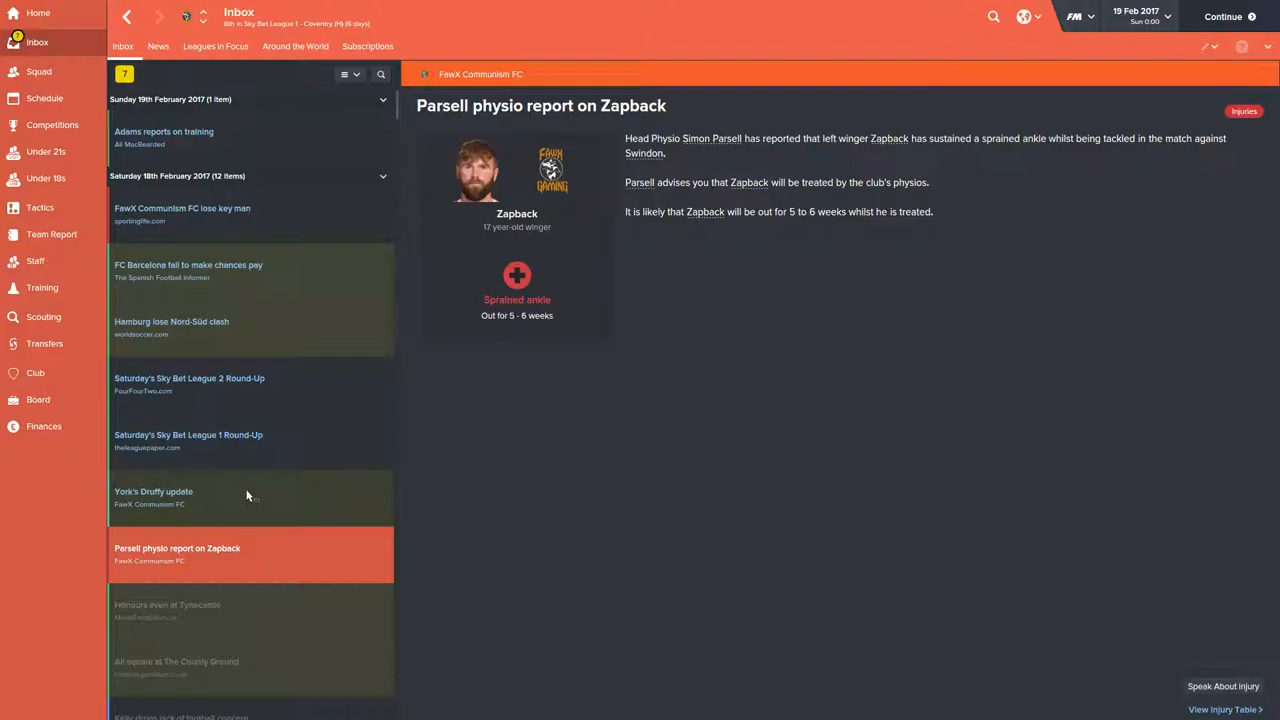 Home
7
Inbox
Squad
Schedule
Competitions
Under 21s
Under 18s
Tactics
Team Report
Staff
Training
Scouting
Transfers
Club
Board
Finances
Inbox
6th in Sky Bet League 1 - Coventry (H) (6 days)
FM
19 Feb 2017
Sun 0:00
Continue
Inbox
News
Leagues in Focus
Around the World
Subscriptions
7
Sunday 19th February 2017 (1 item)
Adams reports on training
Ali MacBearded
Saturday 18th February 2017 (12 items)
FawX Communism FC lose key man
sportinglife.com
FC Barcelona fail to make chances pay
The Spanish Football Informer
Hamburg lose Nord-Süd clash
worldsoccer.com
Saturday's Sky Bet League 2 Round-Up
FourFourTwo.com
Saturday's Sky Bet League 1 Round-Up
theleaguepaper.com
York's Druffy update
FawX Communism FC
Parsell physio report on Zapback
FawX Communism FC
Honours even at Tynecastle
All square at The County Ground
Kelly drops lack of football concern
FawX Communism FC
Parsell physio report on Zapback
Injuries
FAWX
GAMING
Zapback
17 year-old winger
Sprained ankle
Out for 5 - 6 weeks
Head Physio Simon Parsell has reported that left winger Zapback has sustained a sprained ankle whilst being tackled in the match against
Swindon.
Parsell advises you that Zapback will be treated by the club's physios.
It is likely that Zapback will be out for 5 to 6 weeks whilst he is treated.
Speak About Injury
View Injury Table >